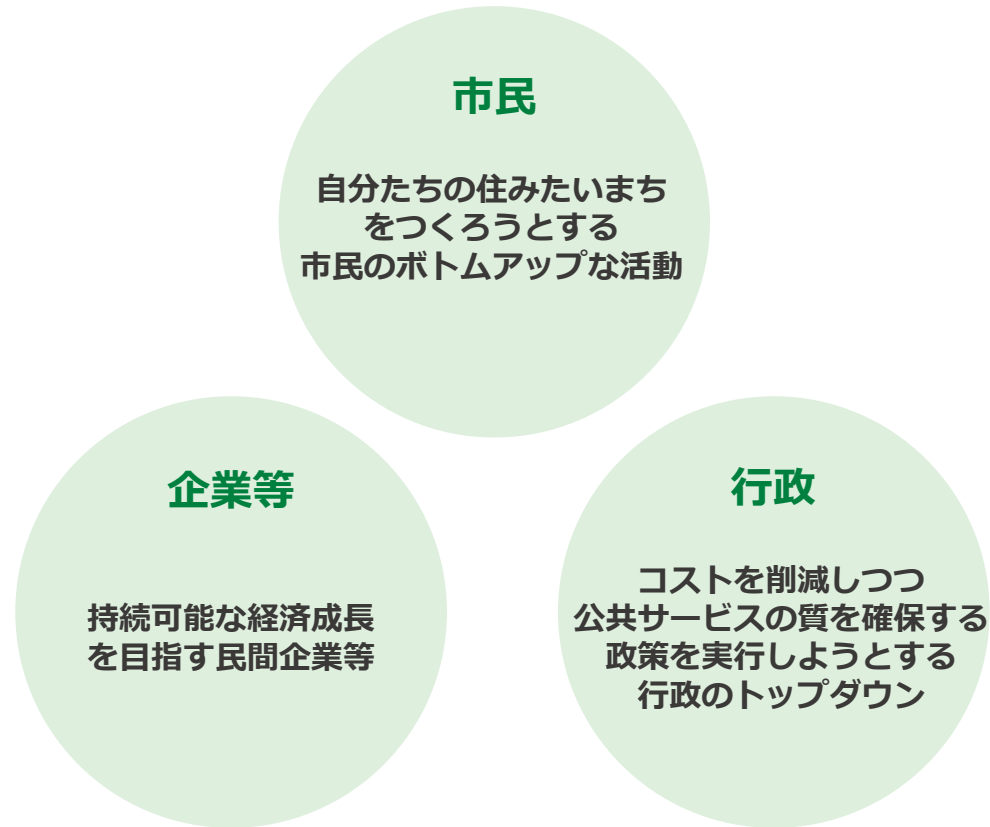 市民
自分たちの住みたいまち
をつくろうとする
市民のボトムアップな活動
企業等
持続可能な経済成長
を目指す民間企業等
行政
コストを削減しつつ
公共サービスの質を確保する
政策を実行しようとする
行政のトップダウン